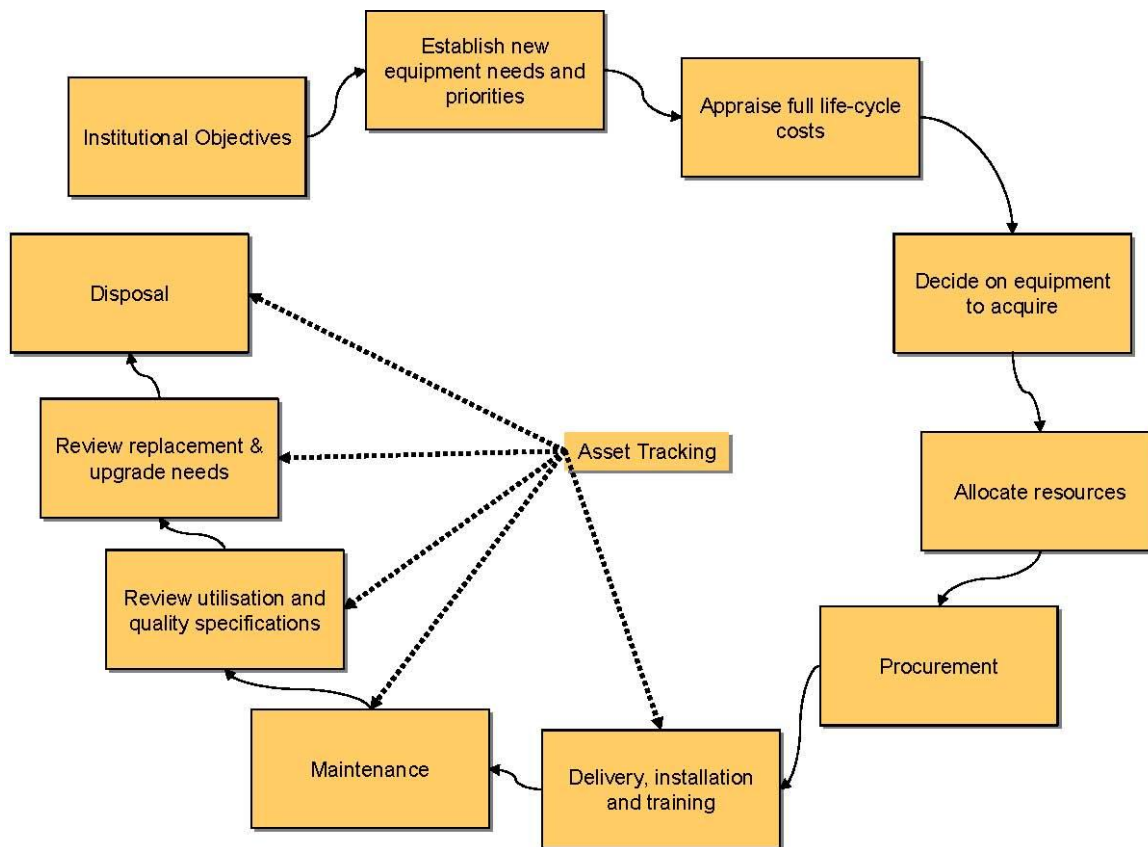 Institutional Objectives
Establish new
equipment needs and
priorities
Appraise full life-cycle
costs
Decide on equipment
to acquire
Allocate resources
Procurement
Delivery, installation
and training
Maintenance
Review utilisation and
quality specifications
Review replacement &
upgrade needs
Disposal
Asset Tracking